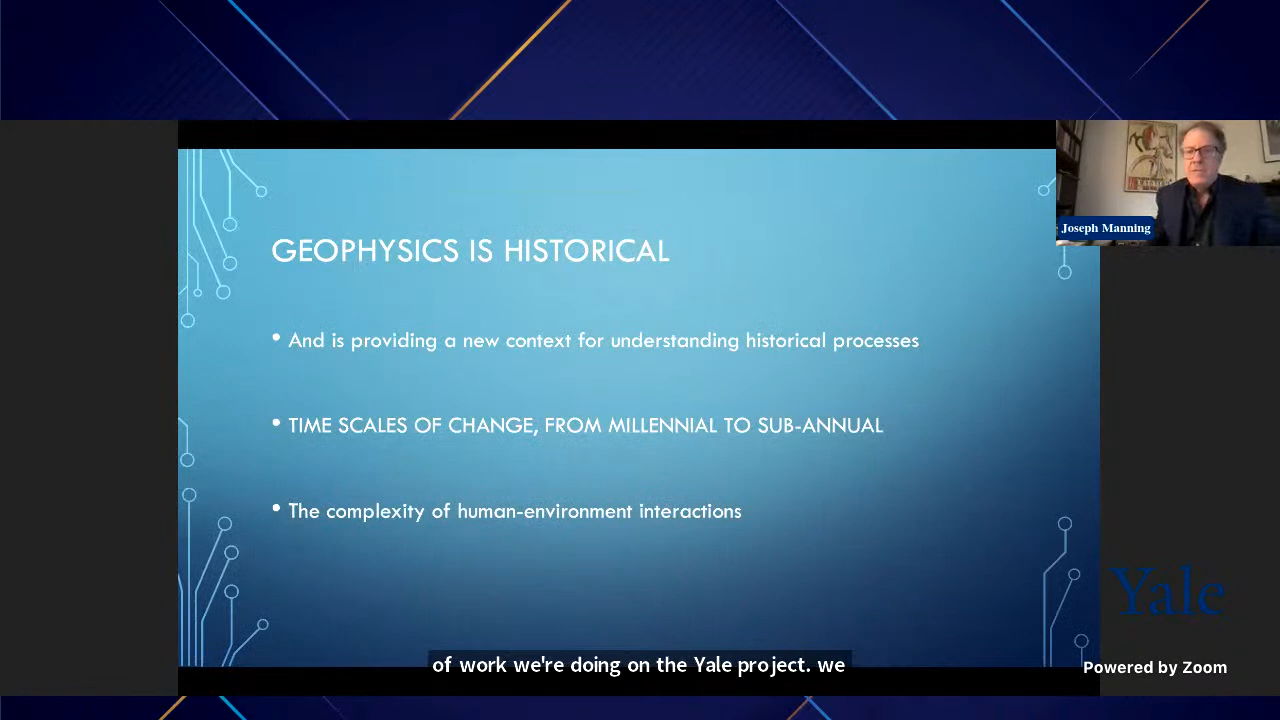 GEOPHYSICS IS HISTORICAL
• And is providing a new context for understanding historical processes
• TIME SCALES OF CHANGE, FROM MILLENNIAL TO SUB-ANNUAL
• The complexity of human-environment interactions
Joseph Manning
Yale
of work we're doing on the Yale project. we
Powered by Zoom